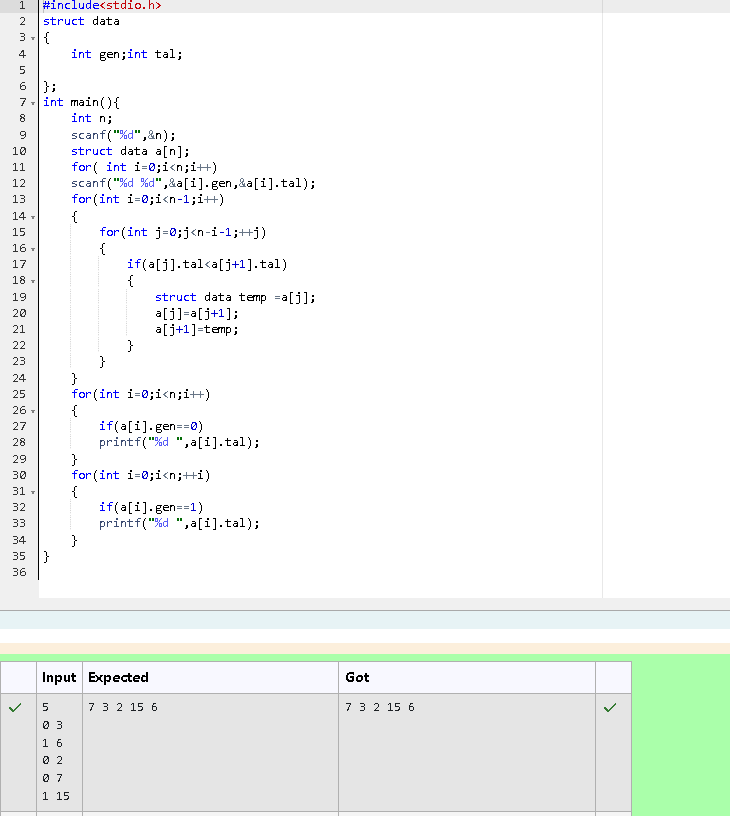 1 #include<stdio.h>
2 struct data
3 {
4 int gen;int tal;
5
6 };
7 int main(){
8 int n;
9 scanf("%d",&n);
10 struct data a[n];
11 for( int i=0;i<n;i++)
12 scanf("%d %d",&a[i].gen,&a[i].tal);
13 for(int i=0;i<n-1;i++)
14 {
15 for(int j=0;j<n-i-1;++j)
16 {
17 if(a[j].tal<a[j+1].tal)
18 {
19 struct data temp =a[j];
20 a[j]=a[j+1];
21 a[j+1]=temp;
22 }
23 }
24 }
25 for(int i=0;i<n;i++)
26 {
27 if(a[i].gen==0)
28 printf("%d ",a[i].tal);
29 }
30 for(int i=0;i<n;++i)
31 {
32 if(a[i].gen==1)
33 printf("%d ",a[i].tal);
34 }
35 }
36
Input Expected Got
5 7 3 2 15 6 7 3 2 15 6
0 3
1 6
0 2
0 7
1 15